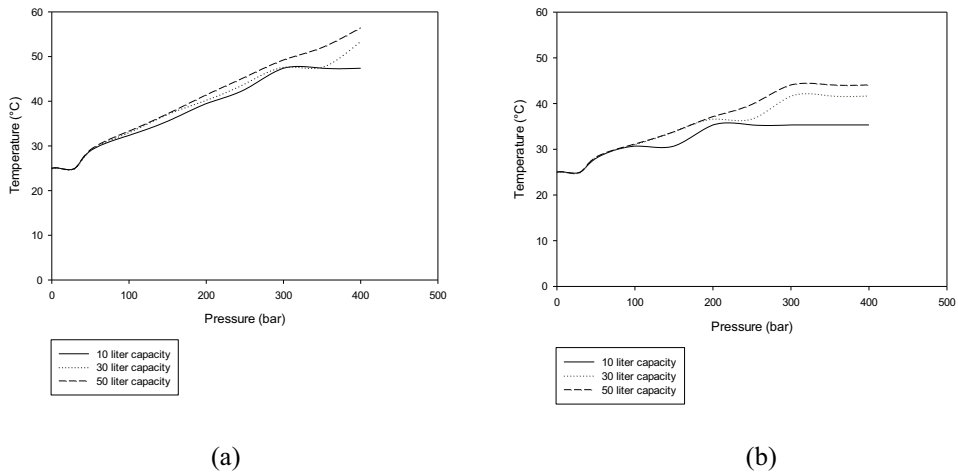 60
50
40
30
20
10
0
Temperature (°C)
0 100 200 300 400 500
Pressure (bar)
10 liter capacity
30 liter capacity
50 liter capacity
(a)
60
50
40
30
20
10
0
Temperature (°C)
0 100 200 300 400 500
Pressure (bar)
10 liter capacity
30 liter capacity
50 liter capacity
(b)